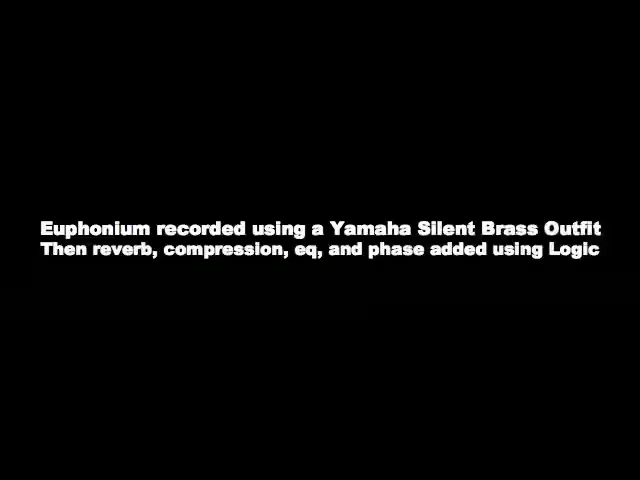 Euphonium recorded using a Yamaha Silent Brass Outfit
Then reverb, compression, eq, and phase added using Logic